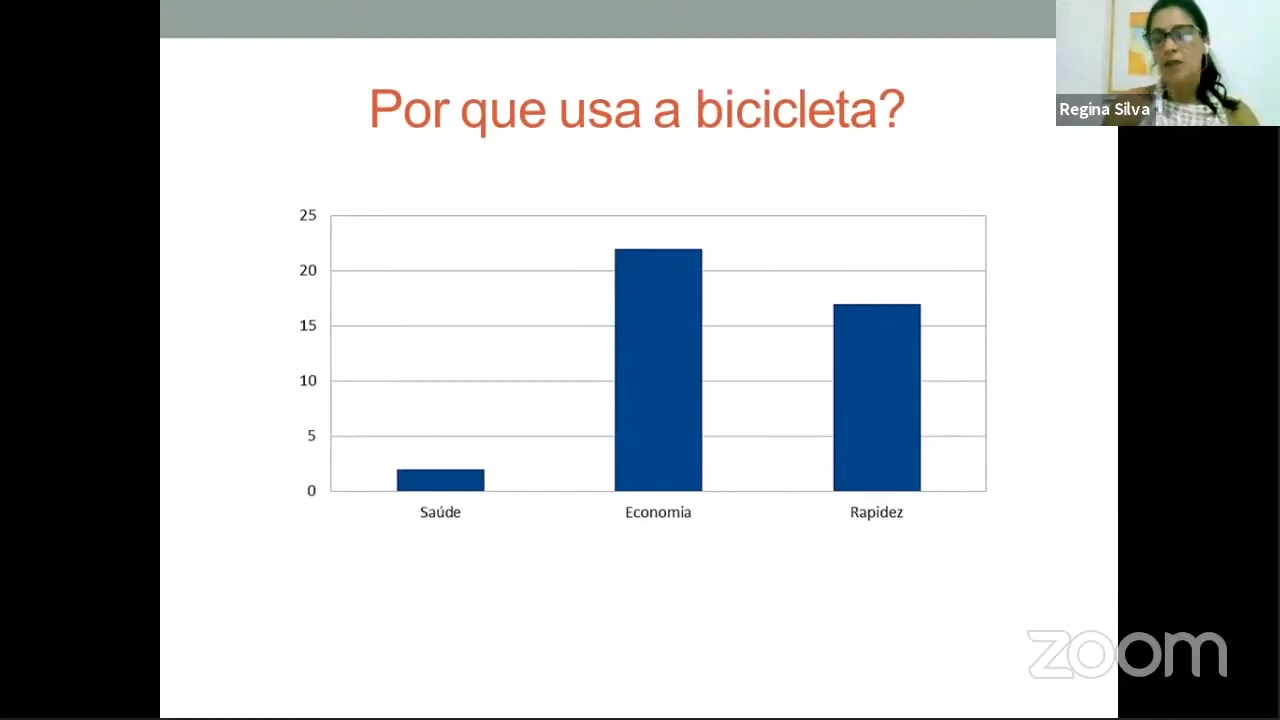 Por que usa a bicicleta?
Regina Silva
25
20
15
10
5
0
Saúde
Economia
Rapidez
zoom